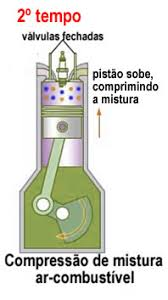 2º tempo
válvulas fechadas
pistão sobe,
comprimindo
a mistura
Compressão de mistura
ar-combustível